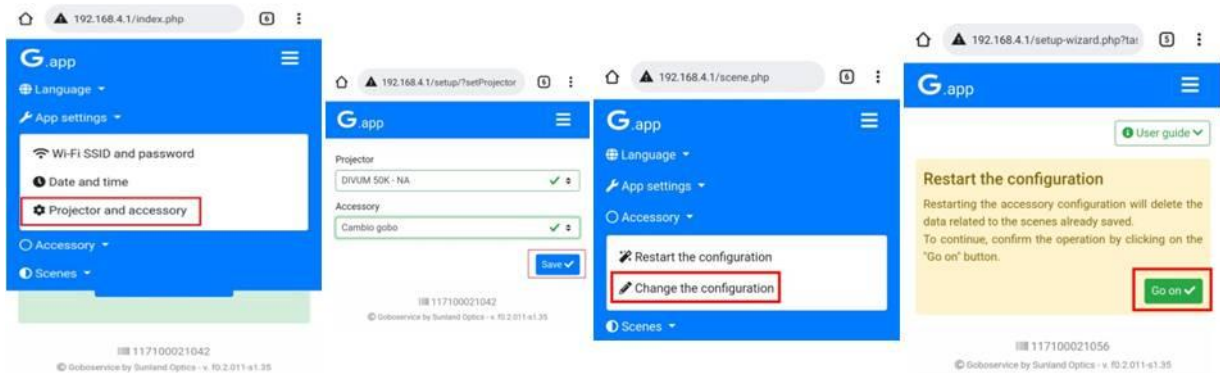 192.168.4.1/index.php
6
G.app
Language
App settings
Wi-Fi SSID and password
Date and time
Projector and accessory
Accessory
Scenes
117100021042
© Goboservice by Sunland Optics - v. f0.2.011-s1.35
192.168.4.1/setup/?setProjector
6
G.app
Projector
DIVUM 50K - NA
Accessory
Cambio gobo
Save
117100021042
© Goboservice by Sunland Optics - v. f0.2.011-s1.35
192.168.4.1/scene.php
6
G.app
Language
App settings
Accessory
Restart the configuration
Change the configuration
Scenes
192.168.4.1/setup-wizard.php?ta
5
G.app
User guide
Restart the configuration
Restarting the accessory configuration will delete the
data related to the scenes already saved.
To continue, confirm the operation by clicking on the
"Go on" button.
Go on
117100021056
© Goboservice by Sunland Optics - v. f0.2.011-s1.35